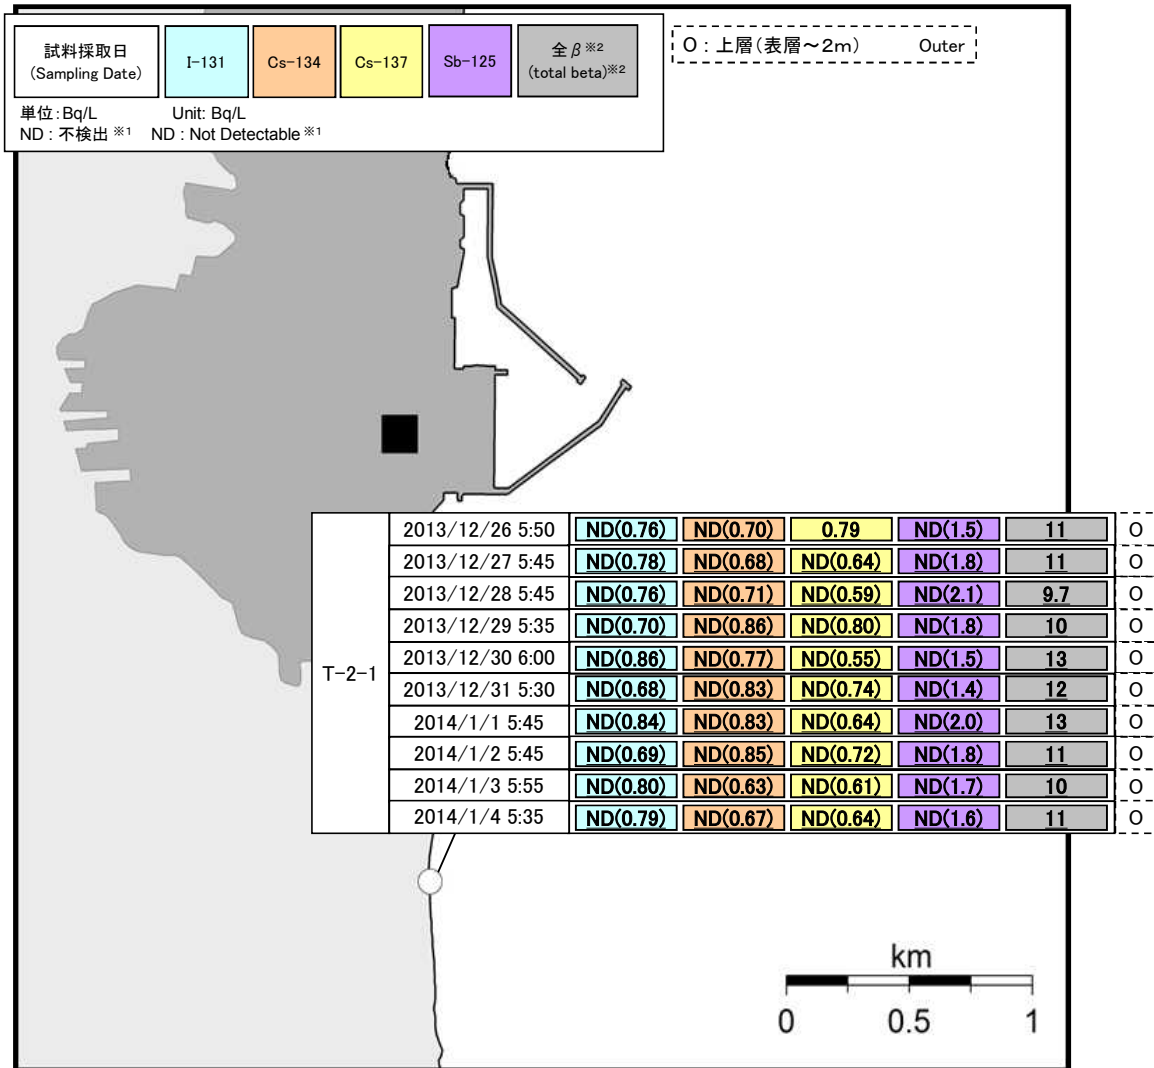 試料採取日
(Sampling Date)
I-131
Cs-134
Cs-137
Sb-125
全β※2
(total beta)※2
単位:Bq/L Unit: Bq/L
ND : 不検出 ※1 ND : Not Detectable ※1
O : 上層(表層～2m) Outer
T-2-1
2013/12/26 5:50 ND(0.76) ND(0.70) 0.79 ND(1.5) 11 O
2013/12/27 5:45 ND(0.78) ND(0.68) ND(0.64) ND(1.8) 11 O
2013/12/28 5:45 ND(0.76) ND(0.71) ND(0.59) ND(2.1) 9.7 O
2013/12/29 5:35 ND(0.70) ND(0.86) ND(0.80) ND(1.8) 10 O
2013/12/30 6:00 ND(0.86) ND(0.77) ND(0.55) ND(1.5) 13 O
2013/12/31 5:30 ND(0.68) ND(0.83) ND(0.74) ND(1.4) 12 O
2014/1/1 5:45 ND(0.84) ND(0.83) ND(0.64) ND(2.0) 13 O
2014/1/2 5:45 ND(0.69) ND(0.85) ND(0.72) ND(1.8) 11 O
2014/1/3 5:55 ND(0.80) ND(0.63) ND(0.61) ND(1.7) 10 O
2014/1/4 5:35 ND(0.79) ND(0.67) ND(0.64) ND(1.6) 11 O
km
0 0.5 1